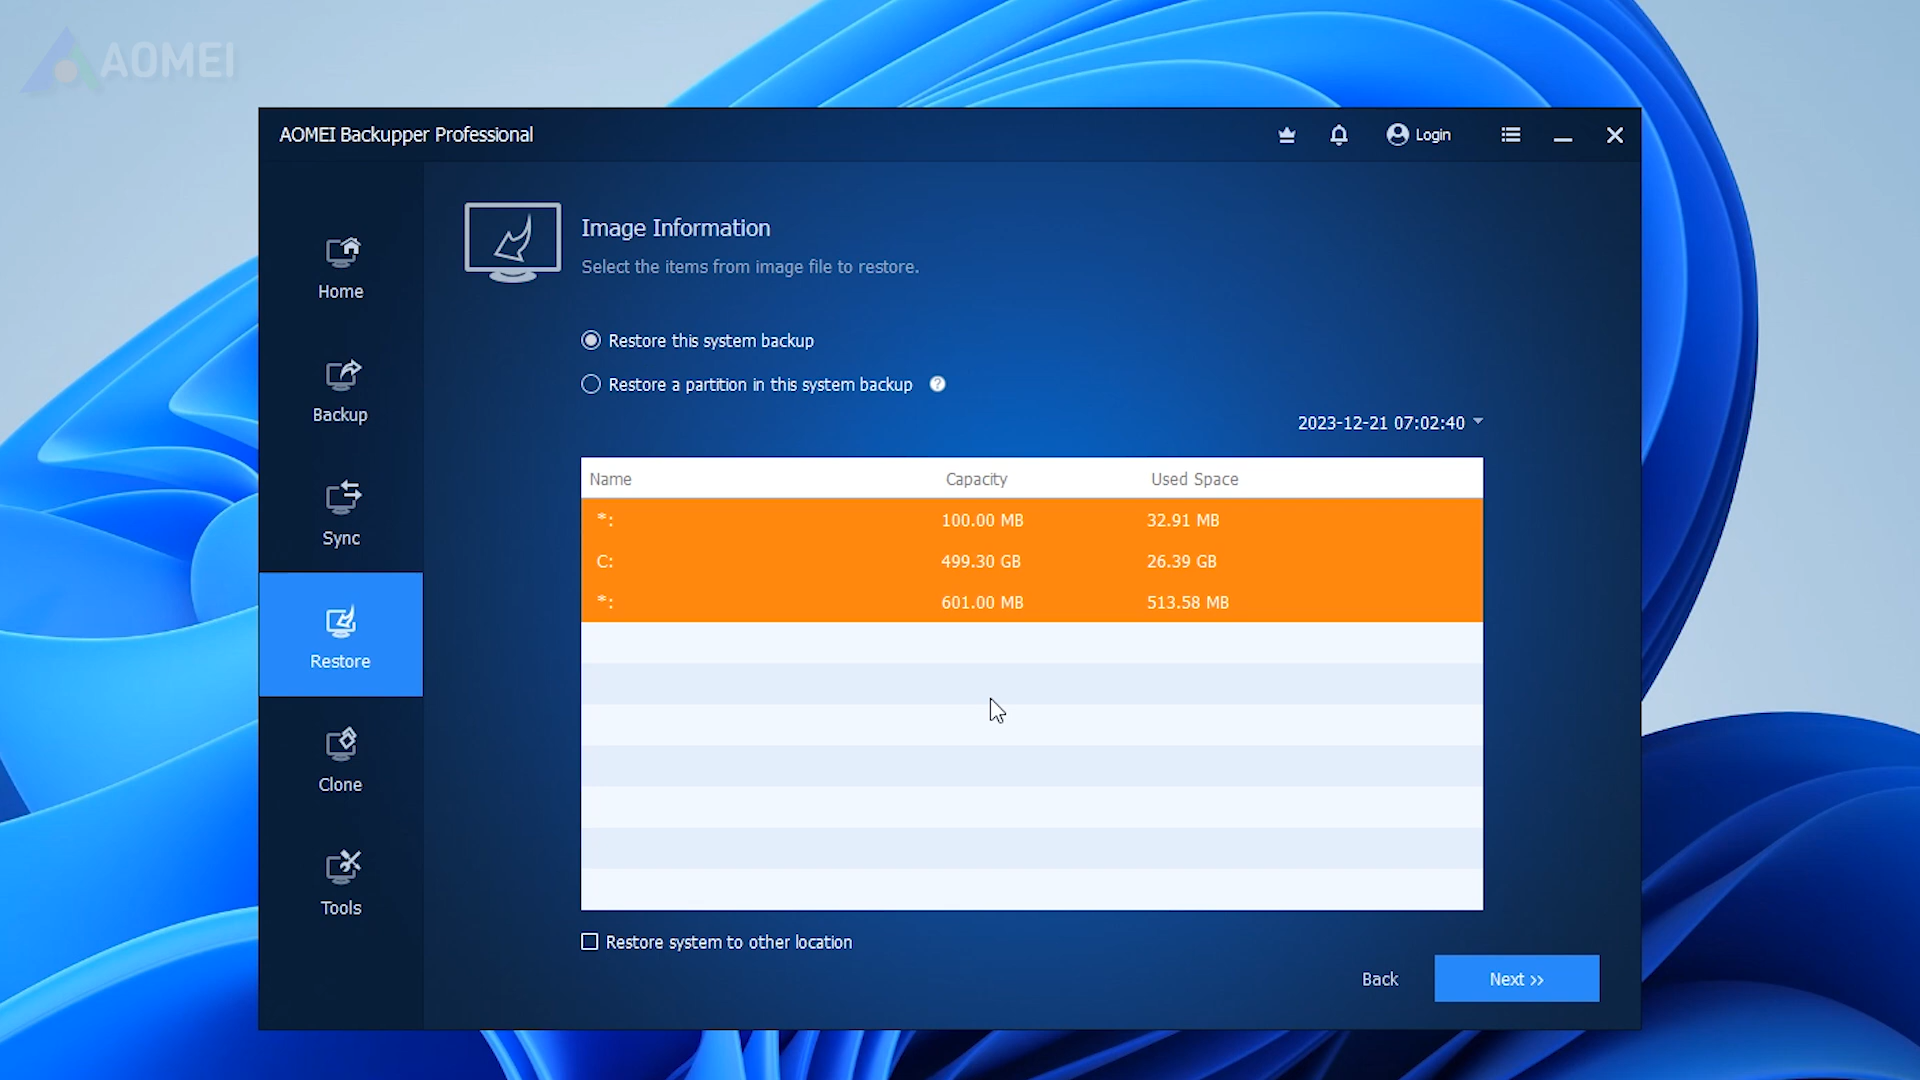 AOMEI
AOMEI Backupper Professional
Login
Home
Backup
Sync
Restore
Clone
Tools
Image Information
Select the items from image file to restore.
Restore this system backup
Restore a partition in this system backup ?
2023-12-21 07:02:40
Name Capacity Used Space
*: 100.00 MB 32.91 MB
C: 499.30 GB 26.39 GB
*: 601.00 MB 513.58 MB
Restore system to other location
Back Next >>